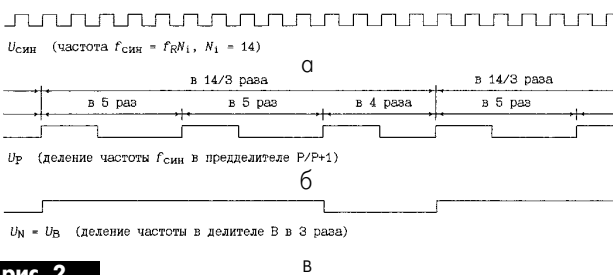 Uсин (частота fсин = fRNi, Ni = 14)
а
в 14/3 раза в 14/3 раза
в 5 раз в 5 раз в 4 раза в 5 раз
UP (деление частоты fсин в предделителе P/P+1)
б
UN = UB (деление частоты в делителе B в 3 раза)
в
рис. 2